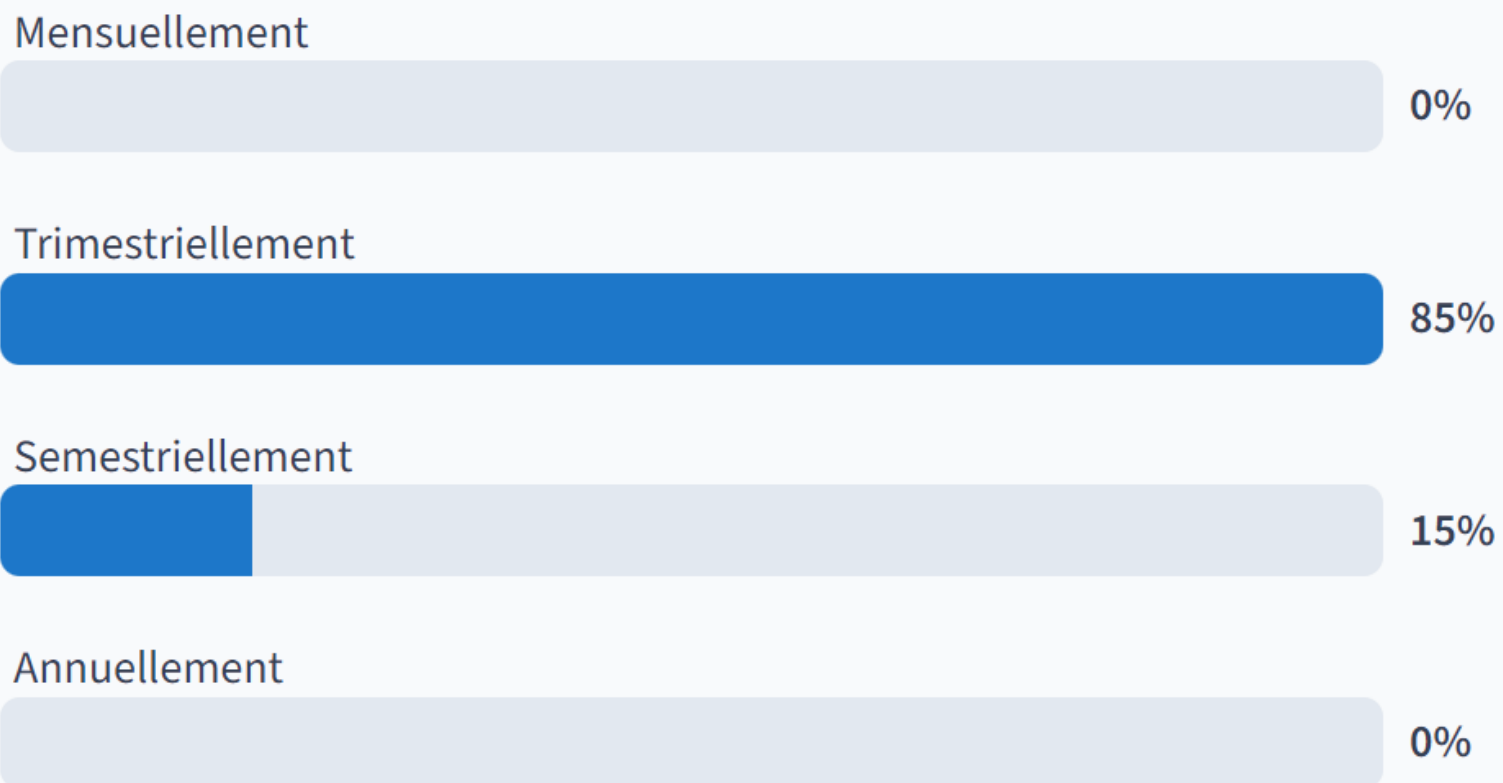 Mensuellement
0%
Trimestriellement
85%
Semestriellement
15%
Annuellement
0%